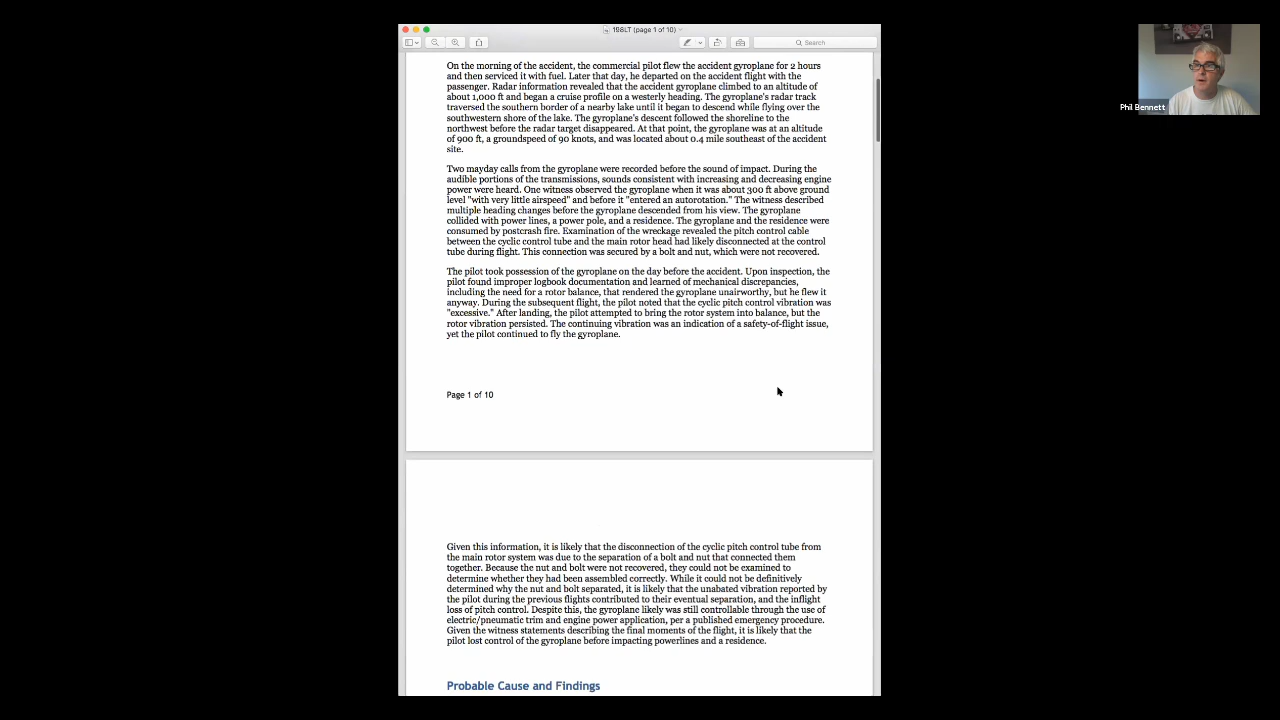 198LT (page 1 of 10)
Search
Phil Bennett
On the morning of the accident, the commercial pilot flew the accident gyroplane for 2 hours
and then serviced it with fuel. Later that day, he departed on the accident flight with the
passenger. Radar information revealed that the accident gyroplane climbed to an altitude of
about 1,000 ft and began a cruise profile on a westerly heading. The gyroplane's radar track
traversed the southern border of a nearby lake until it began to descend while flying over the
southwestern shore of the lake. The gyroplane's descent followed the shoreline to the
northwest before the radar target disappeared. At that point, the gyroplane was at an altitude
of 900 ft, a groundspeed of 90 knots, and was located about 0.4 mile southeast of the accident
site.
Two mayday calls from the gyroplane were recorded before the sound of impact. During the
audible portions of the transmissions, sounds consistent with increasing and decreasing engine
power were heard. One witness observed the gyroplane when it was about 300 ft above ground
level "with very little airspeed" and before it "entered an autorotation." The witness described
multiple heading changes before the gyroplane descended from his view. The gyroplane
collided with power lines, a power pole, and a residence. The gyroplane and the residence were
consumed by postcrash fire. Examination of the wreckage revealed the pitch control cable
between the cyclic control tube and the main rotor head had likely disconnected at the control
tube during flight. This connection was secured by a bolt and nut, which were not recovered.
The pilot took possession of the gyroplane on the day before the accident. Upon inspection, the
pilot found improper logbook documentation and learned of mechanical discrepancies,
including the need for a rotor balance, that rendered the gyroplane unairworthy, but he flew it
anyway. During the subsequent flight, the pilot noted that the cyclic pitch control vibration was
"excessive." After landing, the pilot attempted to bring the rotor system into balance, but the
rotor vibration persisted. The continuing vibration was an indication of a safety-of-flight issue,
yet the pilot continued to fly the gyroplane.
Page 1 of 10
Given this information, it is likely that the disconnection of the cyclic pitch control tube from
the main rotor system was due to the separation of a bolt and nut that connected them
together. Because the nut and bolt were not recovered, they could not be examined to
determine whether they had been assembled correctly. While it could not be definitively
determined why the nut and bolt separated, it is likely that the unabated vibration reported by
the pilot during the previous flights contributed to their eventual separation, and the inflight
loss of pitch control. Despite this, the gyroplane likely was still controllable through the use of
electric/pneumatic trim and engine power application, per a published emergency procedure.
Given the witness statements describing the final moments of the flight, it is likely that the
pilot lost control of the gyroplane before impacting powerlines and a residence.
Probable Cause and Findings